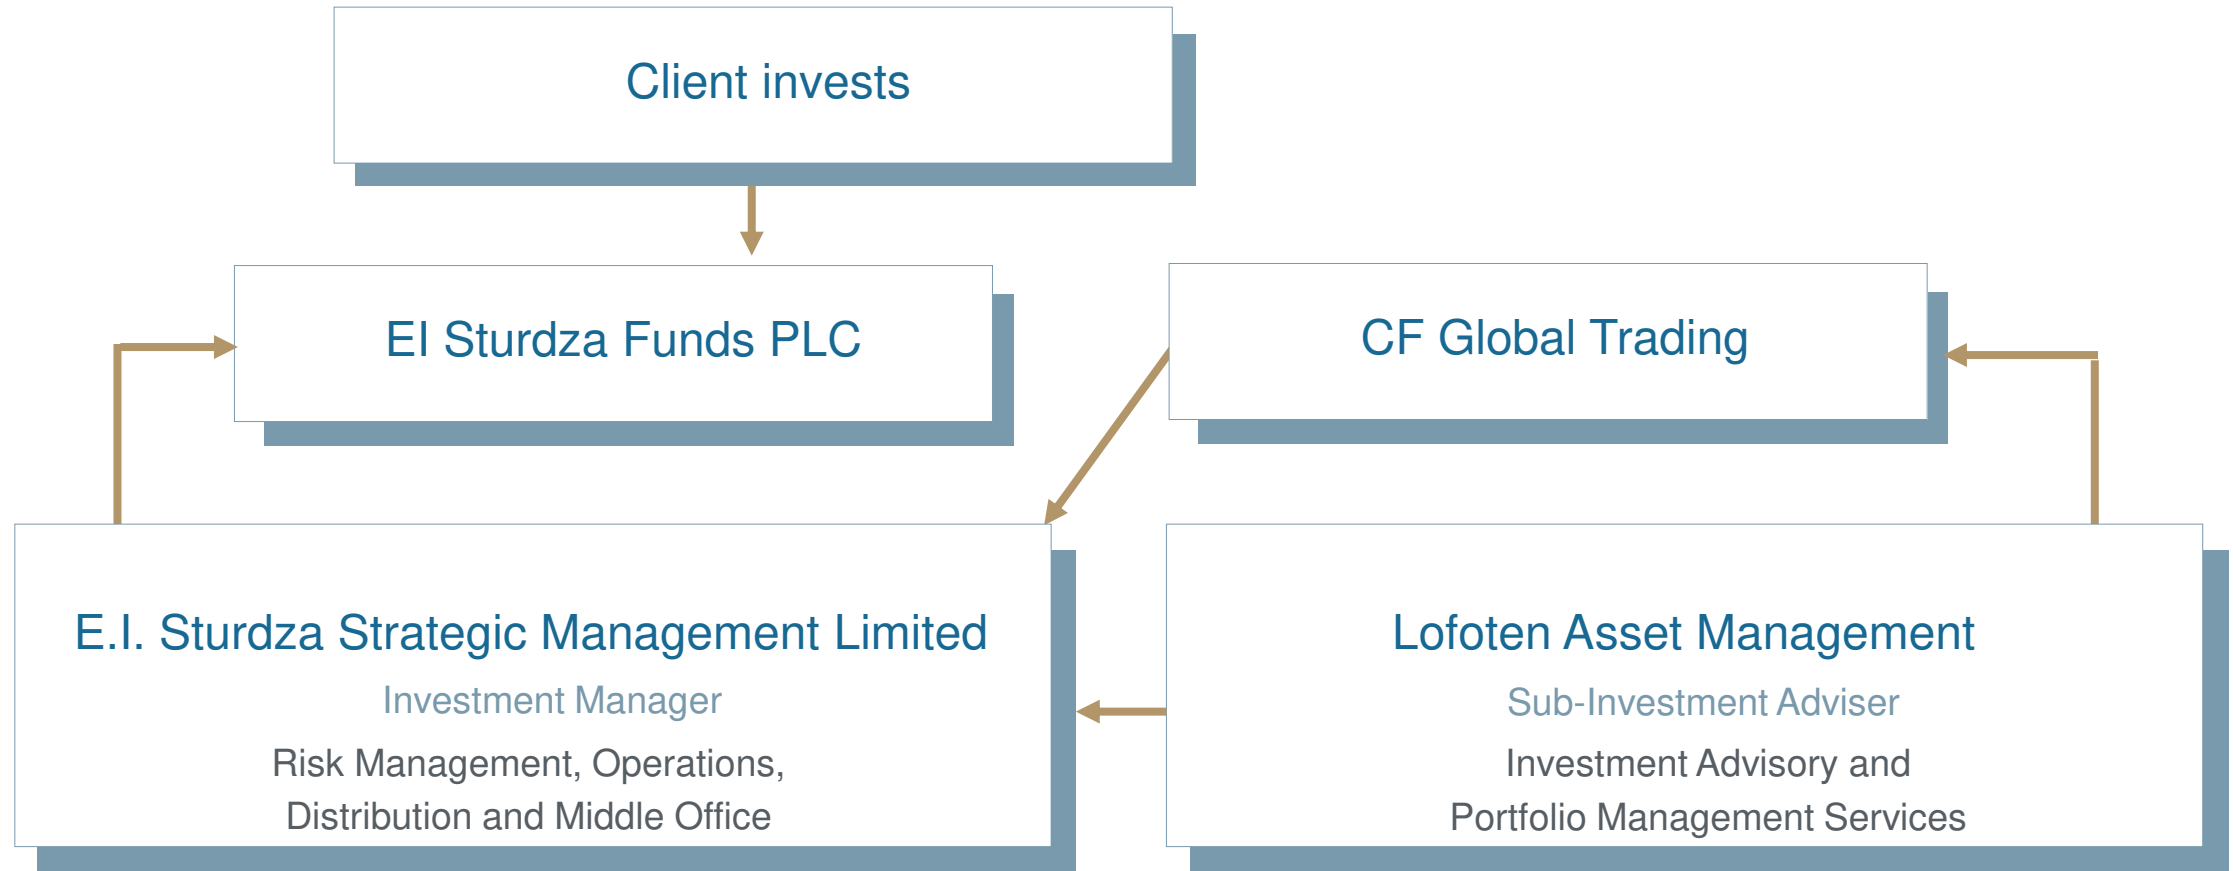 Client invests
EI Sturdza Funds PLC
CF Global Trading
E.I. Sturdza Strategic Management Limited
Investment Manager
Risk Management, Operations,
Distribution and Middle Office
Lofoten Asset Management
Sub-Investment Adviser
Investment Advisory and
Portfolio Management Services